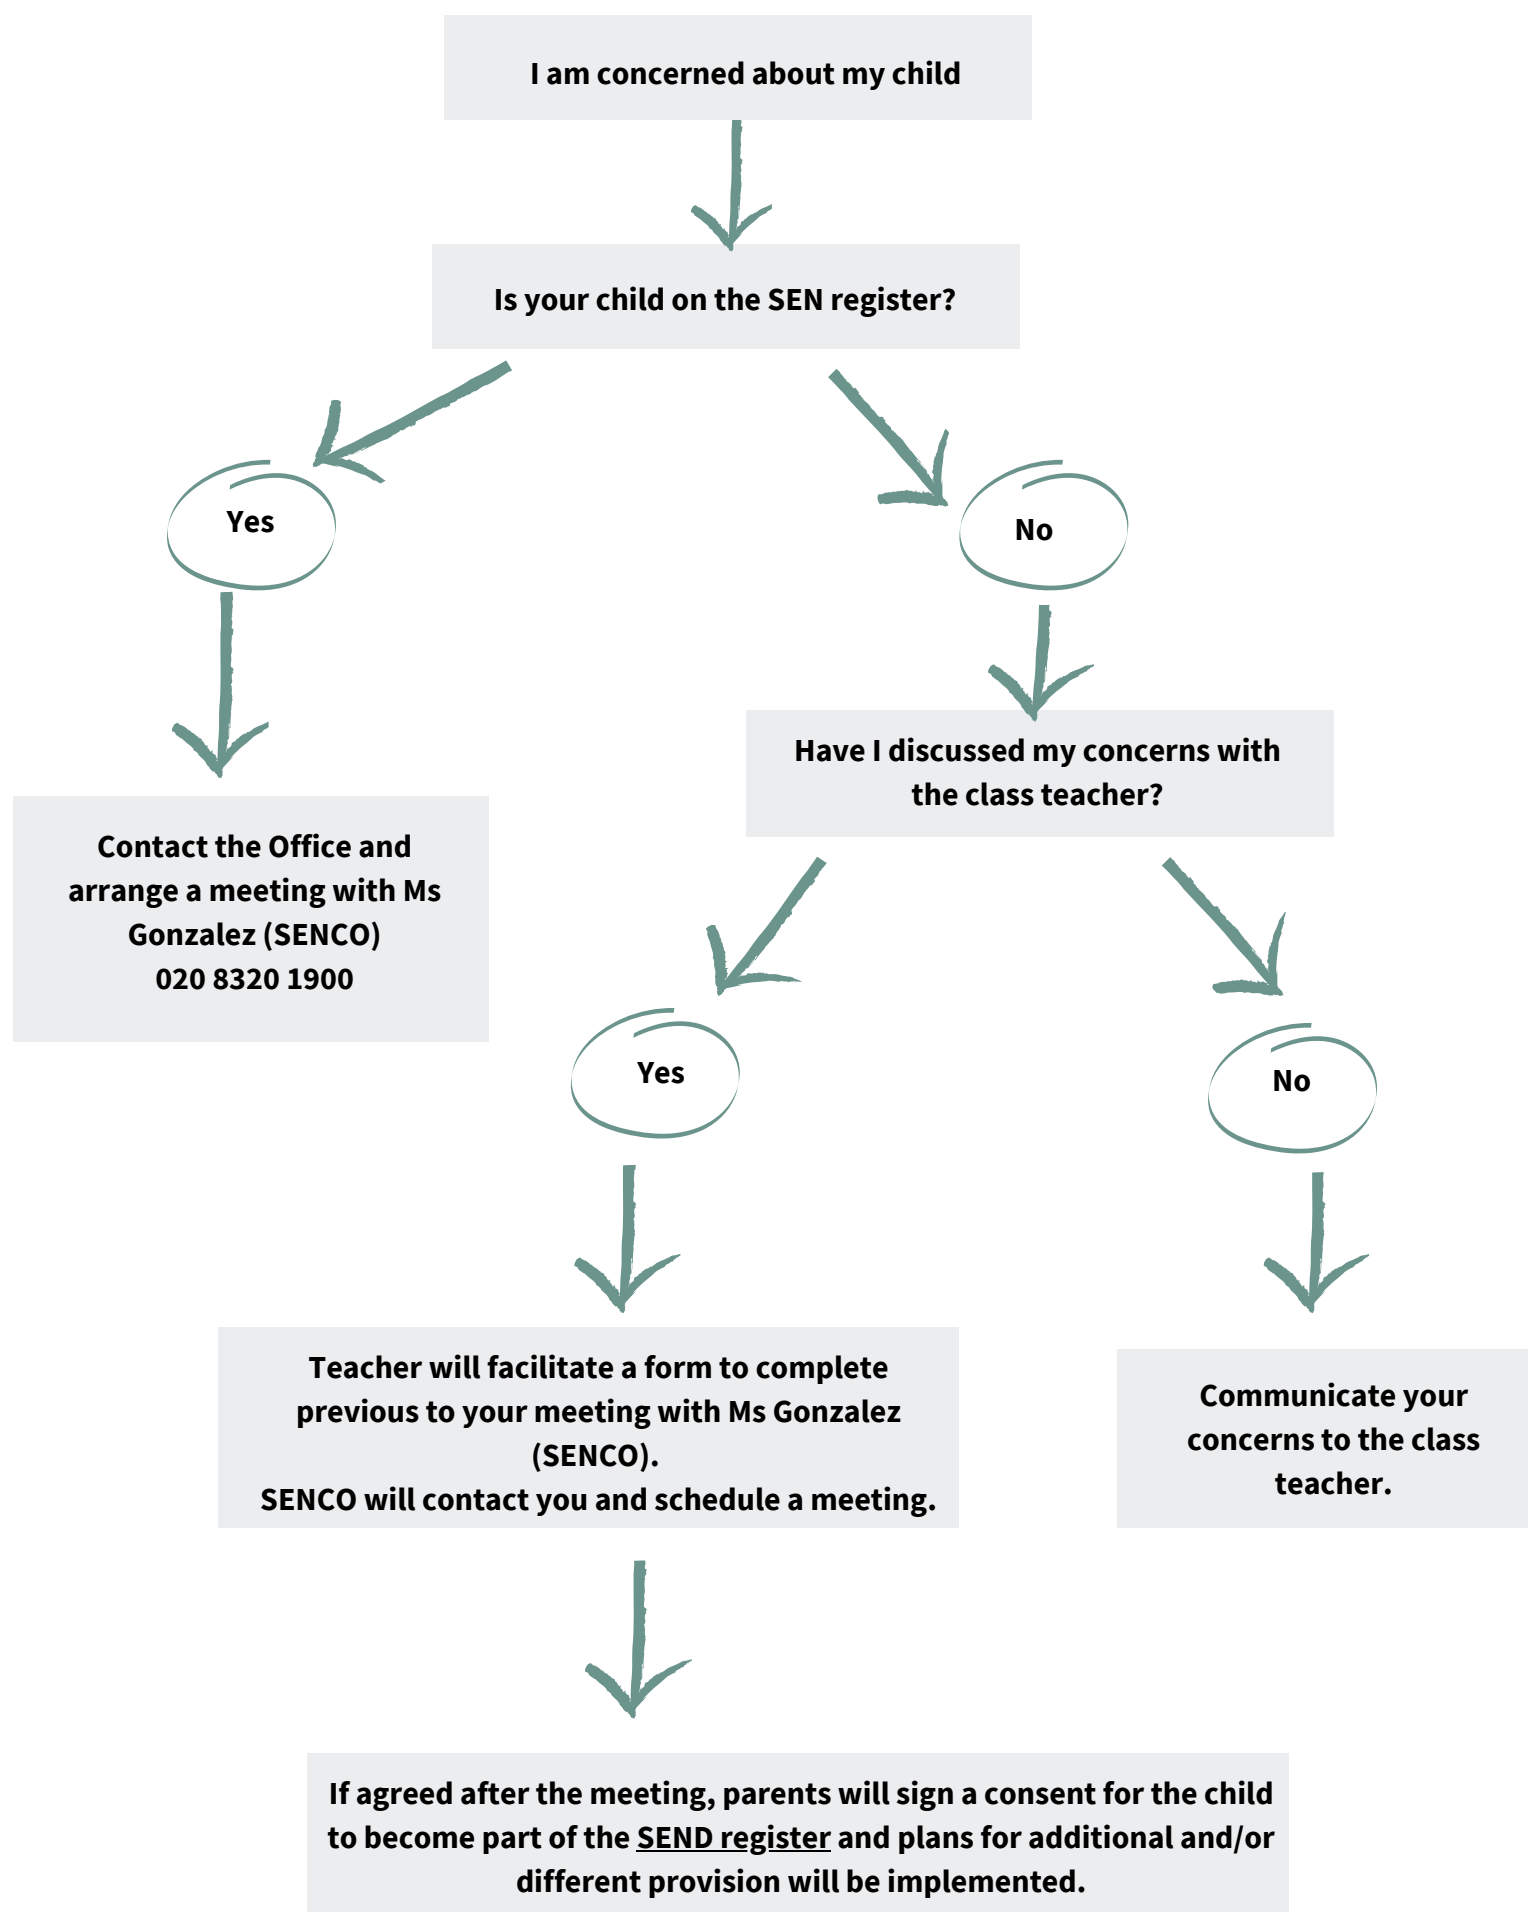 I am concerned about my child
Is your child on the SEN register?
Yes
No
Have I discussed my concerns with
the class teacher?
Contact the Office and
arrange a meeting with Ms
Gonzalez (SENCO)
020 8320 1900
Yes
No
Teacher will facilitate a form to complete
previous to your meeting with Ms Gonzalez
(SENCO).
SENCO will contact you and schedule a meeting.
Communicate your
concerns to the class
teacher.
If agreed after the meeting, parents will sign a consent for the child
to become part of the SEND register and plans for additional and/or
different provision will be implemented.